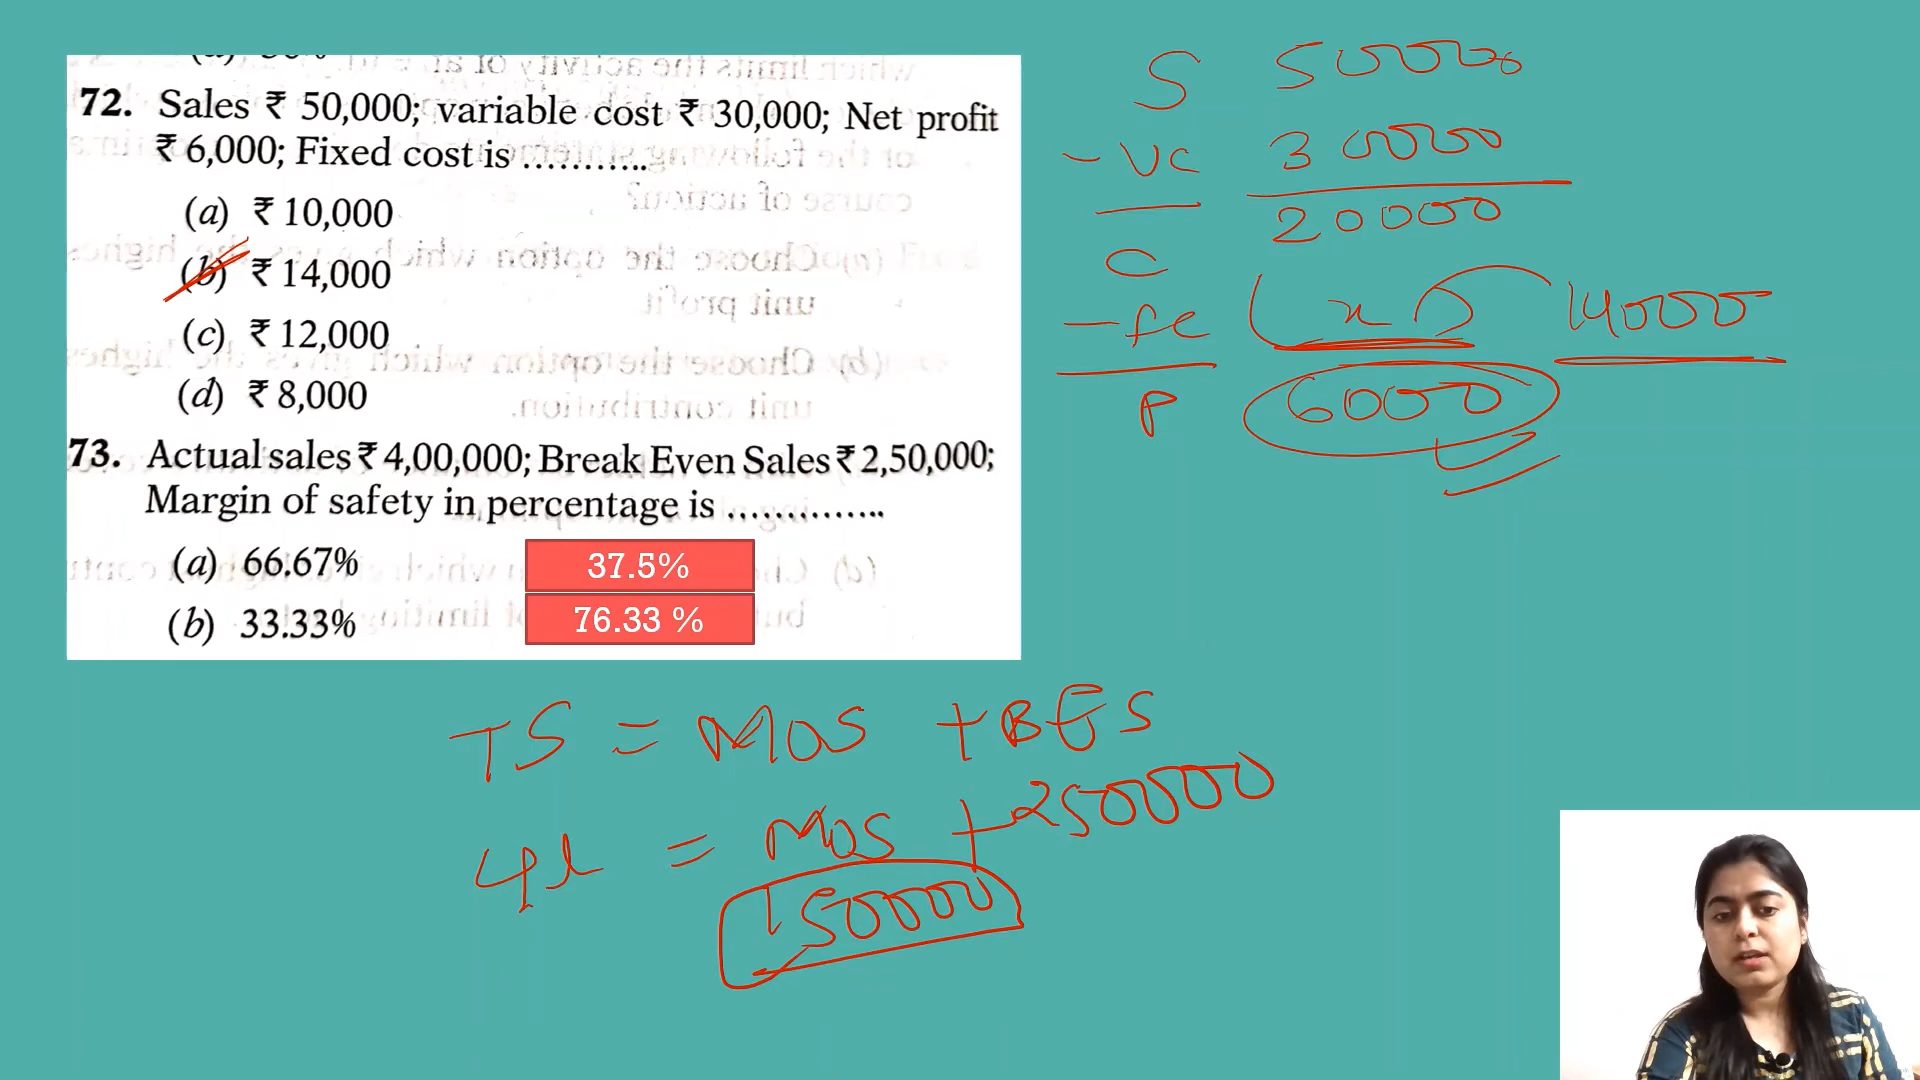 72. Sales ₹ 50,000; variable cost ₹ 30,000; Net profit
₹ 6,000; Fixed cost is ...........
(a) ₹ 10,000
(b) ₹ 14,000
(c) ₹ 12,000
(d) ₹ 8,000
73. Actual sales ₹ 4,00,000; Break Even Sales ₹ 2,50,000;
Margin of safety in percentage is ..............
(a) 66.67%
37.5%
(b) 33.33%
76.33 %
S 50000
- VC 30000
20000
C
- fc (x) 14000
P 6000
TS = MOS + BES
4L = MOS + 250000
150000